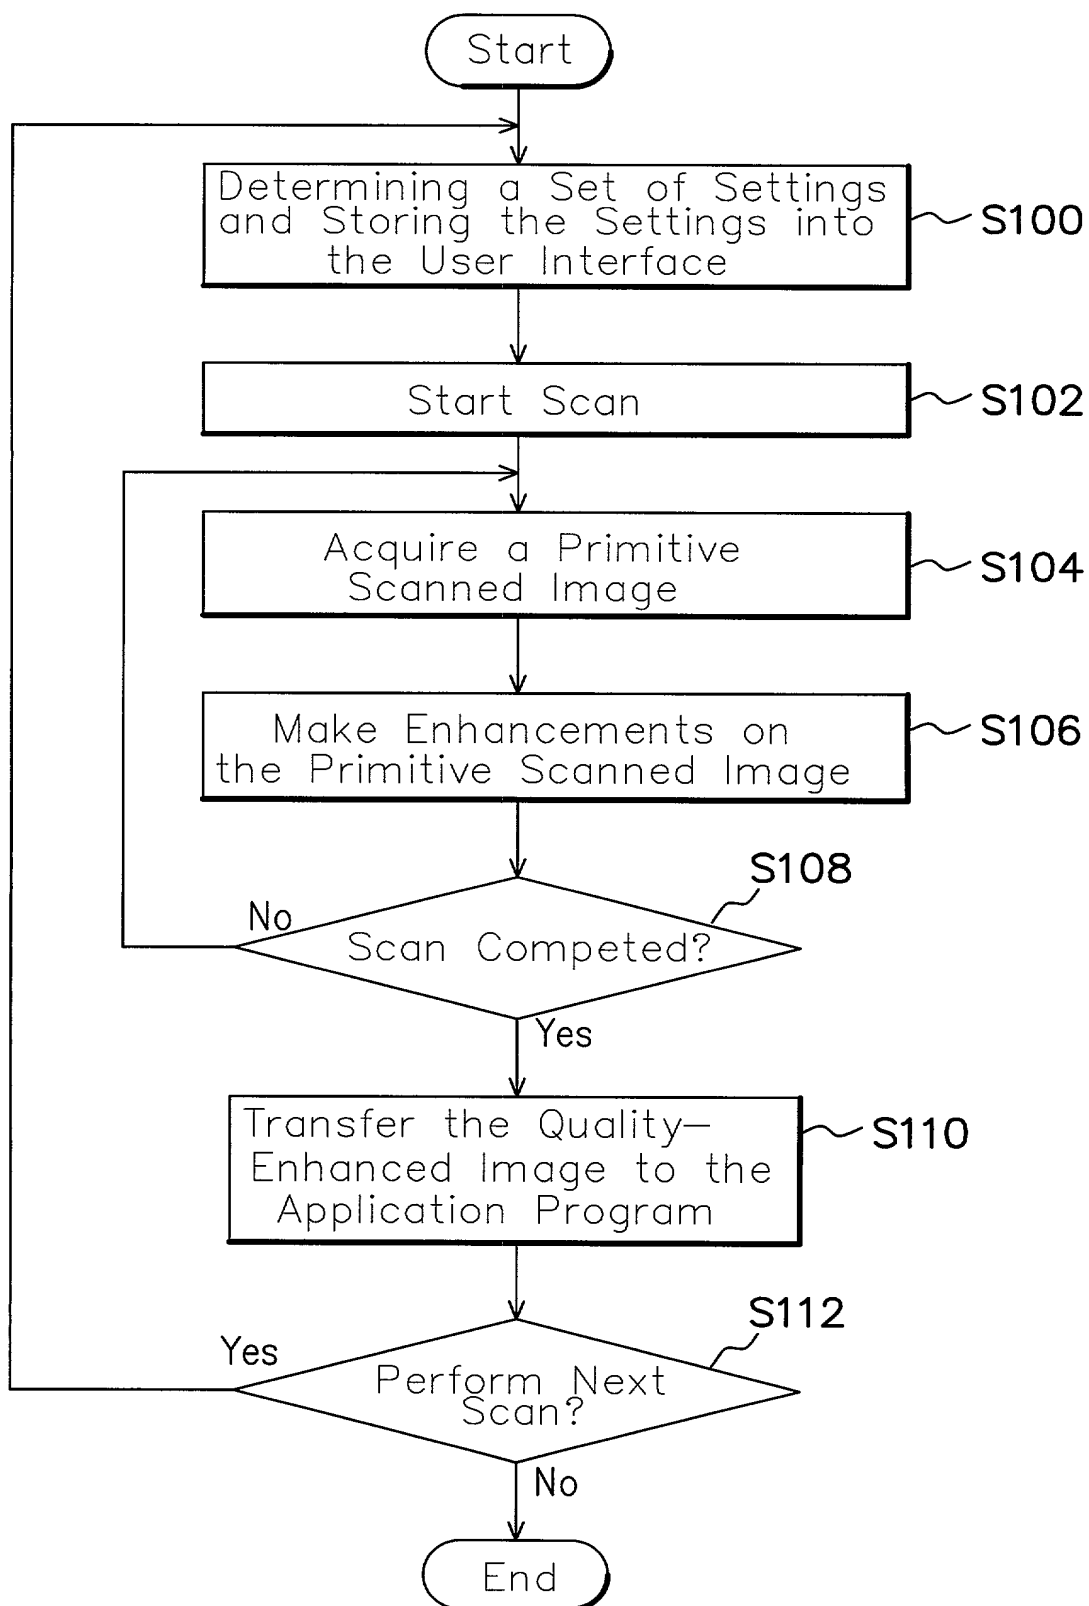 Start
Determining a Set of Settings
and Storing the Settings into
the User Interface
S100
Start Scan
S102
Acquire a Primitive
Scanned Image
S104
Make Enhancements on
the Primitive Scanned Image
S106
S108
No
Scan Competed?
Yes
Transfer the Quality-
Enhanced Image to the
Application Program
S110
S112
Yes
Perform Next
Scan?
No
End